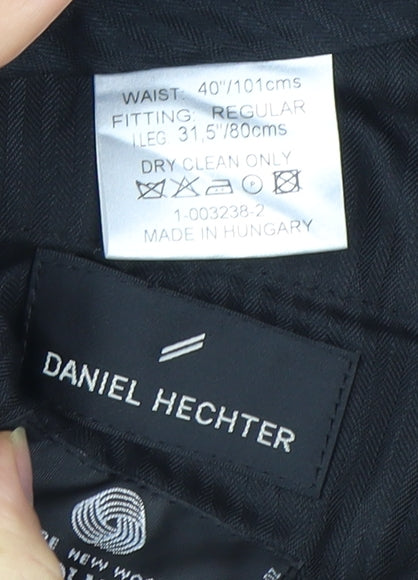 WAIST: 40"/101cms
FITTING: REGULAR
I LEG: 31,5"/80cms
DRY CLEAN ONLY
1-003238-2
MADE IN HUNGARY
DANIEL HECHTER
NEW